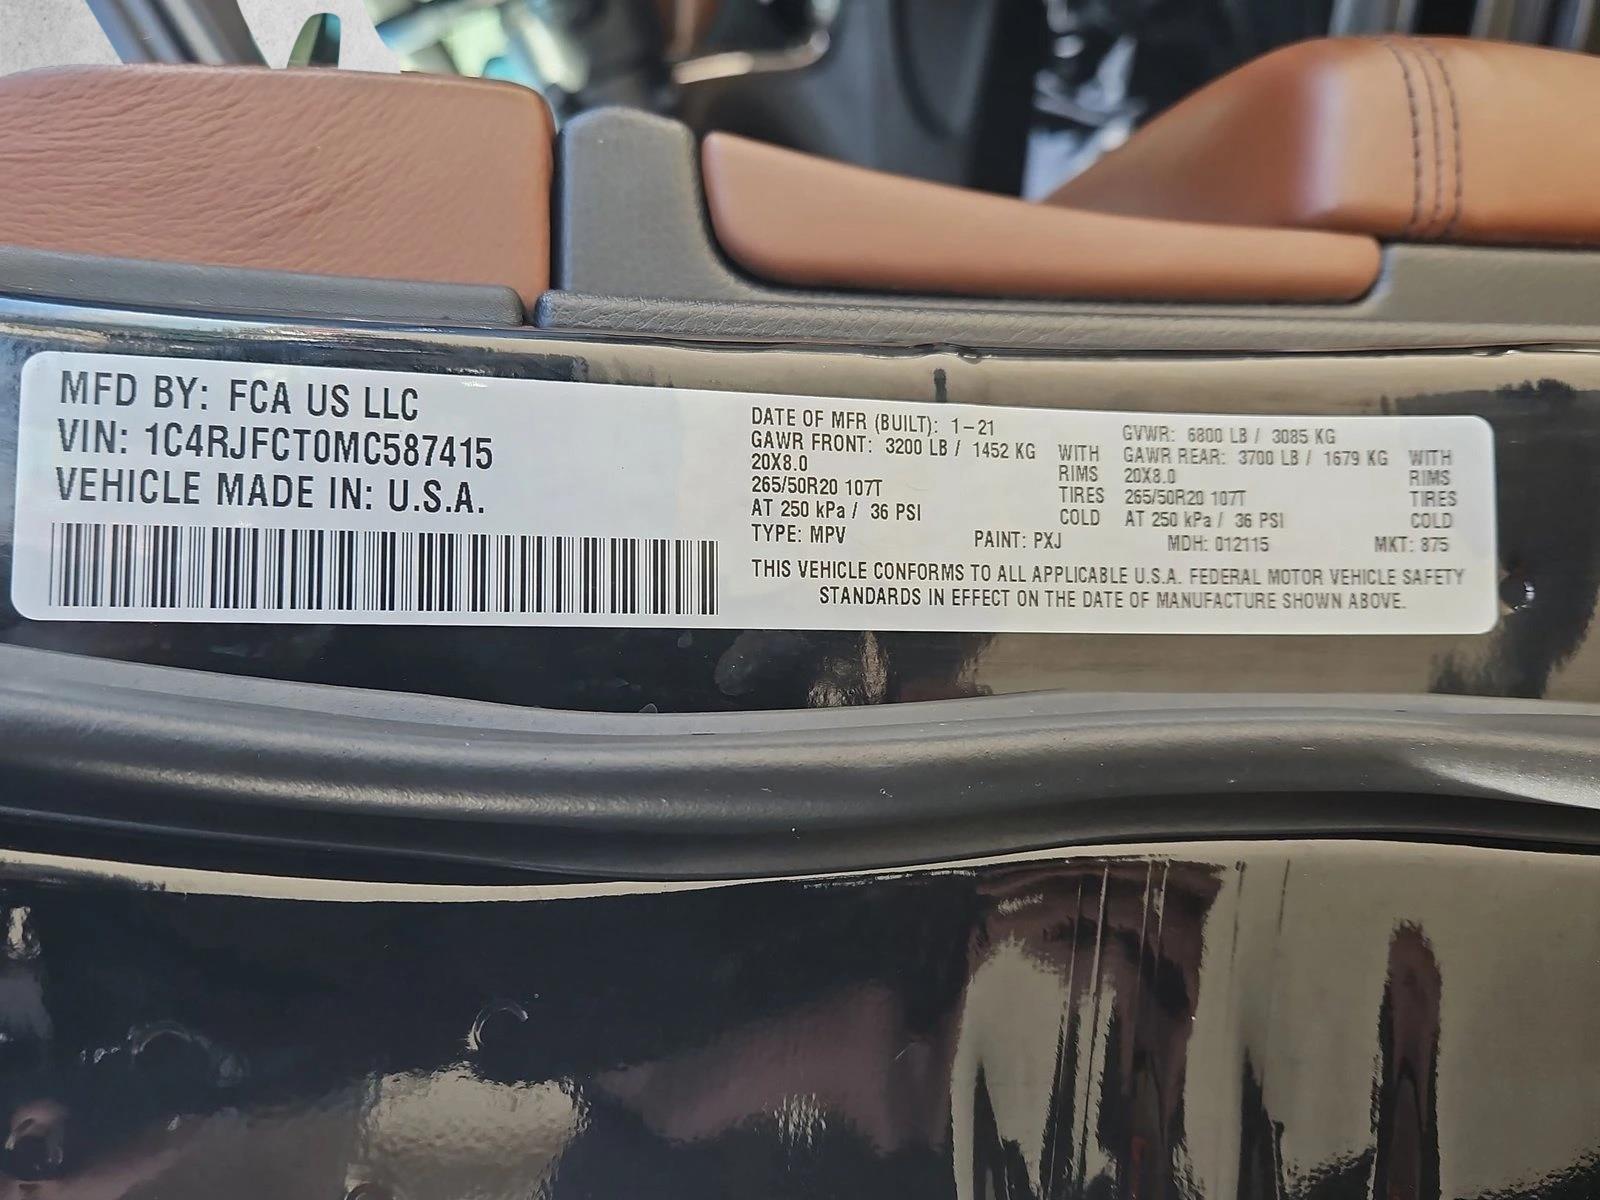 MFD BY: FCA US LLC
VIN: 1C4RJFCT0MC587415
VEHICLE MADE IN: U.S.A.
DATE OF MFR (BUILT): 1-21
GAWR FRONT: 3200 LB / 1452 KG WITH
20X8.0 RIMS
265/50R20 107T TIRES
AT 250 kPa / 36 PSI COLD
GVWR: 6800 LB / 3085 KG
GAWR REAR: 3700 LB / 1679 KG WITH
20X8.0 RIMS
265/50R20 107T TIRES
AT 250 kPa / 36 PSI COLD
TYPE: MPV PAINT: PXJ MDH: 012115 MKT: 875
THIS VEHICLE CONFORMS TO ALL APPLICABLE U.S.A. FEDERAL MOTOR VEHICLE SAFETY
STANDARDS IN EFFECT ON THE DATE OF MANUFACTURE SHOWN ABOVE.